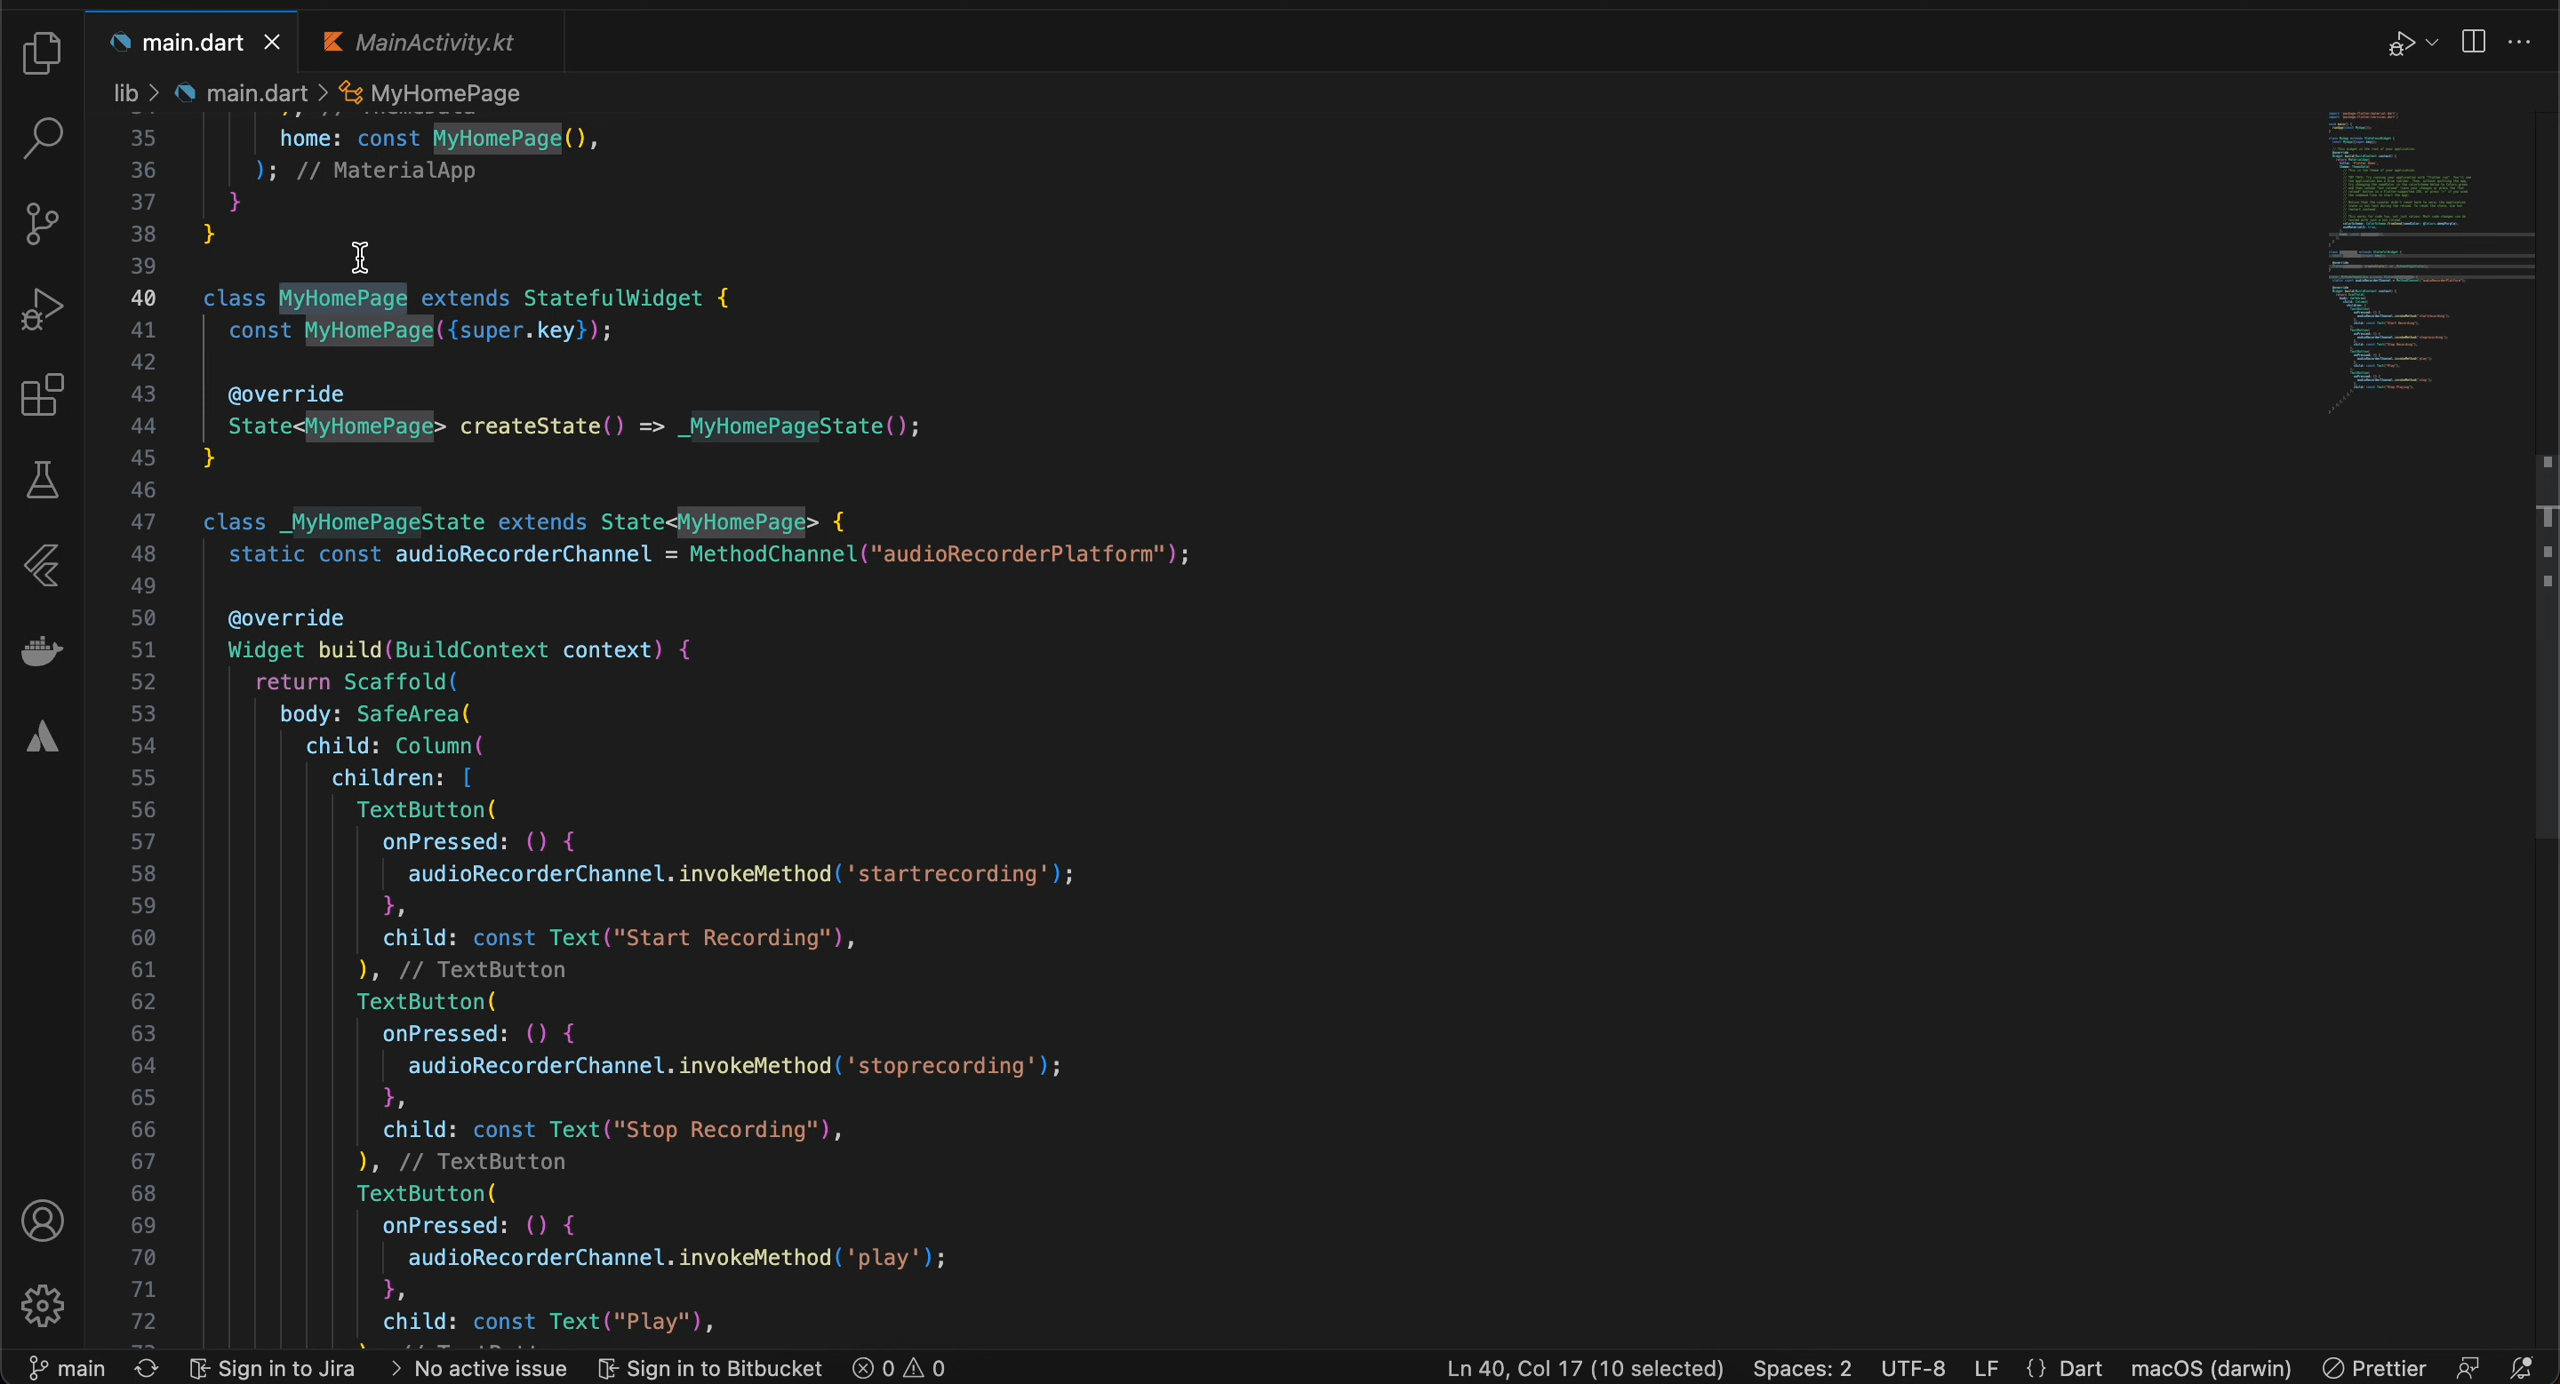 main.dart
MainActivity.kt
lib > main.dart > MyHomePage
35 home: const MyHomePage(),
36 ); // MaterialApp
37 }
38 }
39
40 class MyHomePage extends StatefulWidget {
41 const MyHomePage({super.key});
42
43 @override
44 State<MyHomePage> createState() => _MyHomePageState();
45 }
46
47 class _MyHomePageState extends State<MyHomePage> {
48 static const audioRecorderChannel = MethodChannel("audioRecorderPlatform");
49
50 @override
51 Widget build(BuildContext context) {
52 return Scaffold(
53 body: SafeArea(
54 child: Column(
55 children: [
56 TextButton(
57 onPressed: () {
58 audioRecorderChannel.invokeMethod('startrecording');
59 },
60 child: const Text("Start Recording"),
61 ), // TextButton
62 TextButton(
63 onPressed: () {
64 audioRecorderChannel.invokeMethod('stoprecording');
65 },
66 child: const Text("Stop Recording"),
67 ), // TextButton
68 TextButton(
69 onPressed: () {
70 audioRecorderChannel.invokeMethod('play');
71 },
72 child: const Text("Play"),
main Sign in to Jira > No active issue Sign in to Bitbucket 0 0 Ln 40, Col 17 (10 selected) Spaces: 2 UTF-8 LF {} Dart macOS (darwin) Prettier